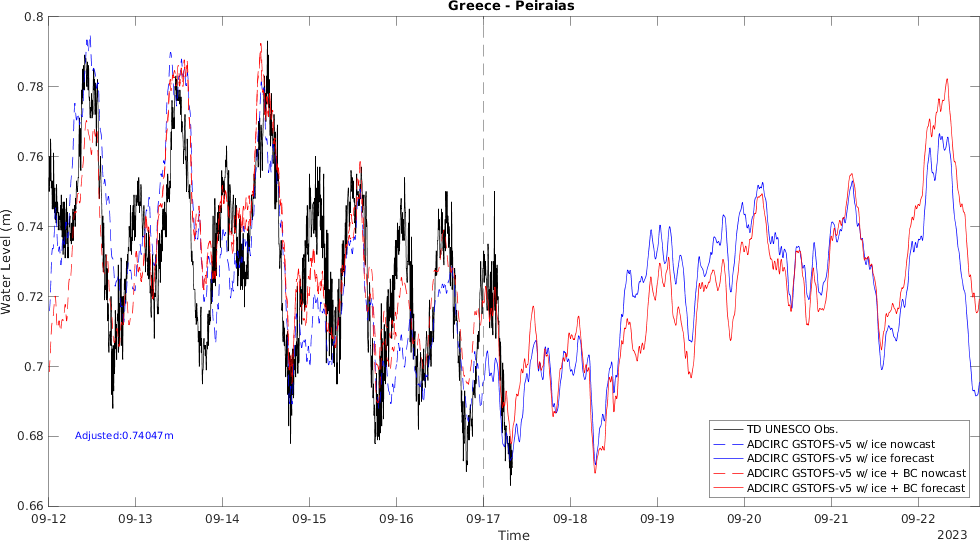 Greece - Peiraias
0.8
0.78
0.76
0.74
0.72
0.7
0.68
0.66
Water Level (m)
Adjusted:0.74047m
TD UNESCO Obs.
ADCIRC GSTOFS-v5 w/ ice nowcast
ADCIRC GSTOFS-v5 w/ ice forecast
ADCIRC GSTOFS-v5 w/ ice + BC nowcast
ADCIRC GSTOFS-v5 w/ ice + BC forecast
09-12 09-13 09-14 09-15 09-16 09-17 09-18 09-19 09-20 09-21 09-22
Time
2023